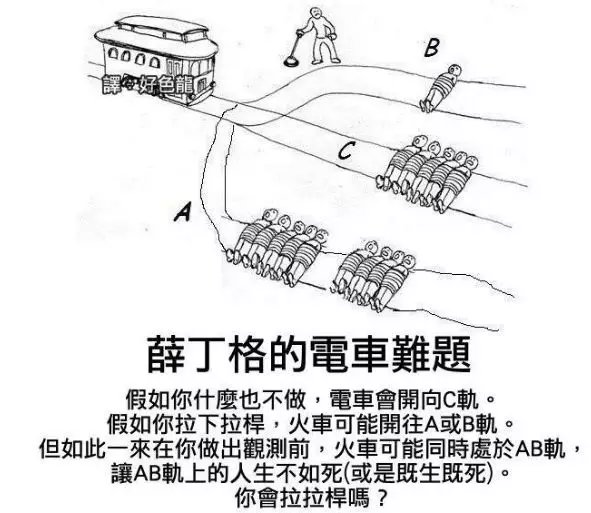 B
譯 好色龍
C
A
薛丁格的電車難題
假如你什麼也不做，電車會開向C軌。
假如你拉下拉桿，火車可能開往A或B軌。
但如此一來在你做出觀測前，火車可能同時處於AB軌，
讓AB軌上的人生不如死(或是既生既死)。
你會拉拉桿嗎？